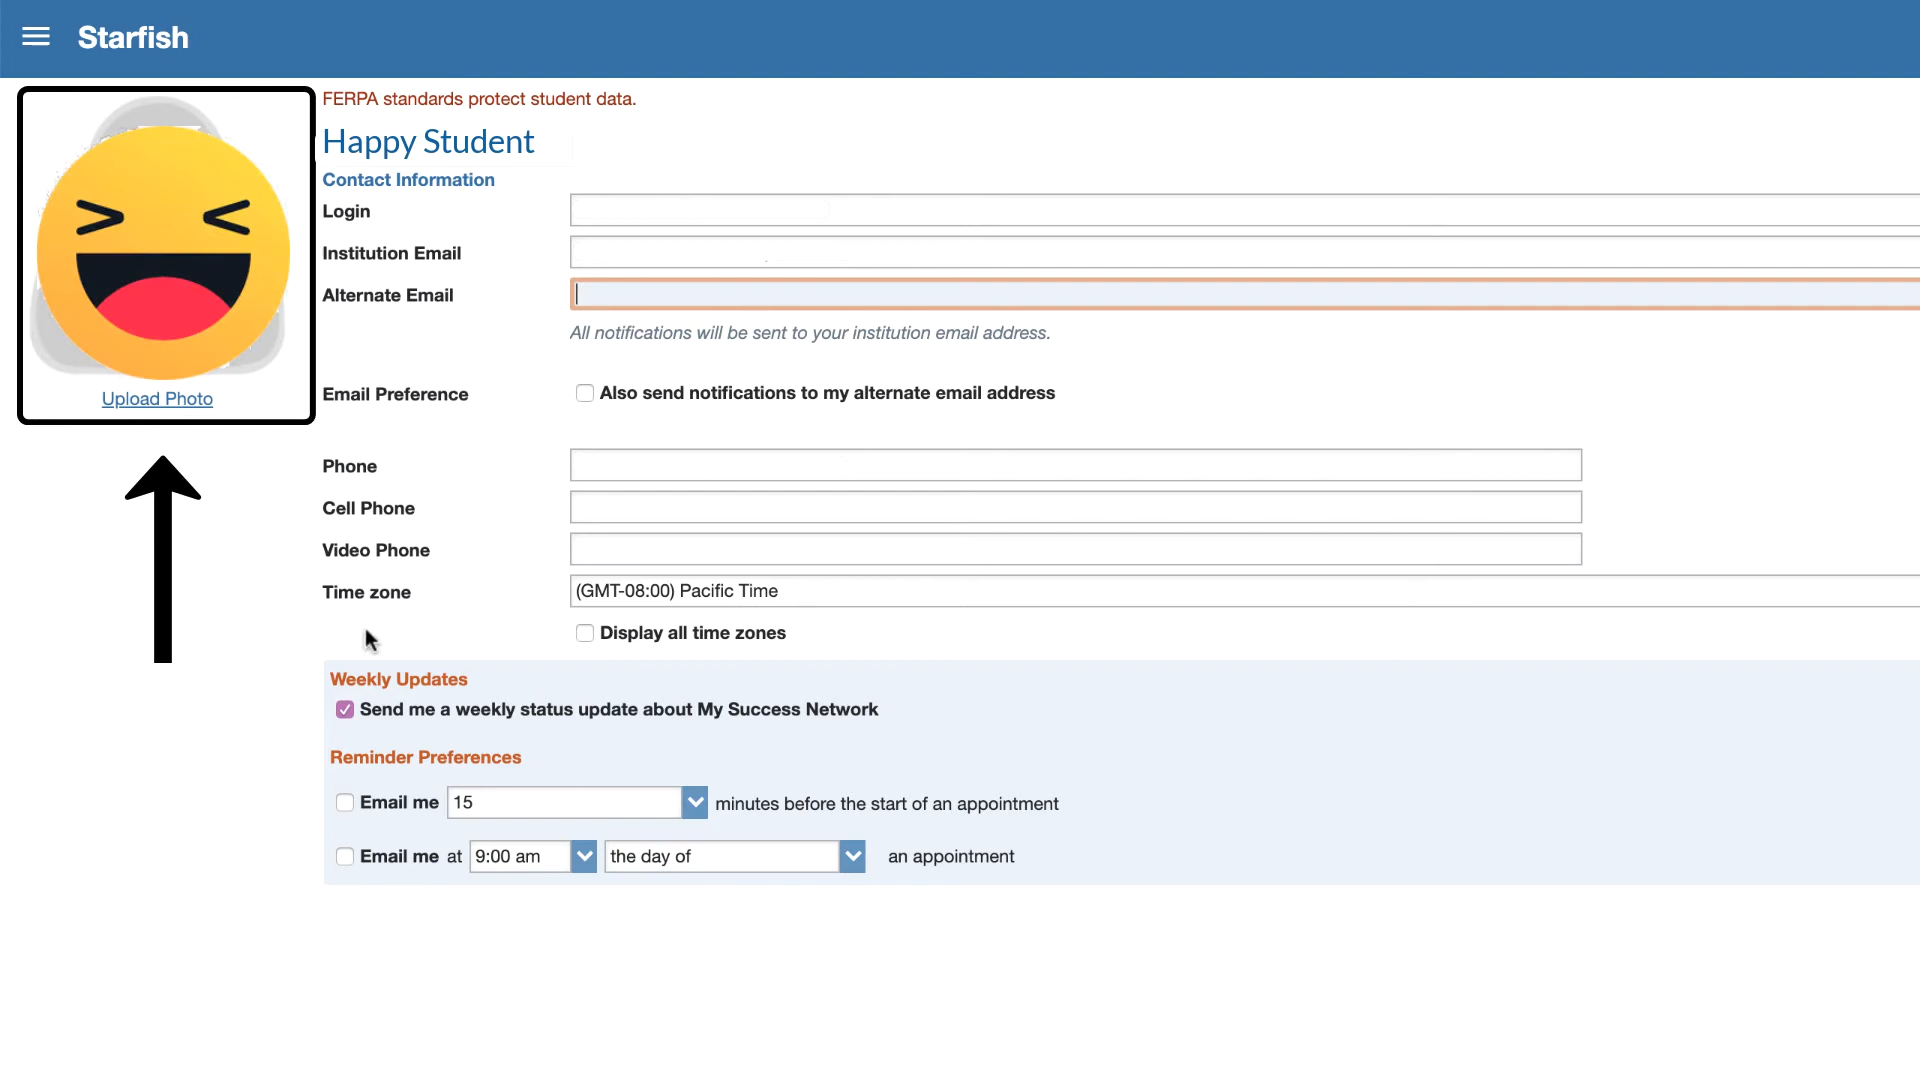 Starfish
FERPA standards protect student data.
Happy Student
Contact Information
Login
Institution Email
Alternate Email
All notifications will be sent to your institution email address.
Upload Photo
Email Preference
Also send notifications to my alternate email address
Phone
Cell Phone
Video Phone
Time zone (GMT-08:00) Pacific Time
Display all time zones
Weekly Updates
Send me a weekly status update about My Success Network
Reminder Preferences
Email me 15 minutes before the start of an appointment
Email me at 9:00 am the day of an appointment